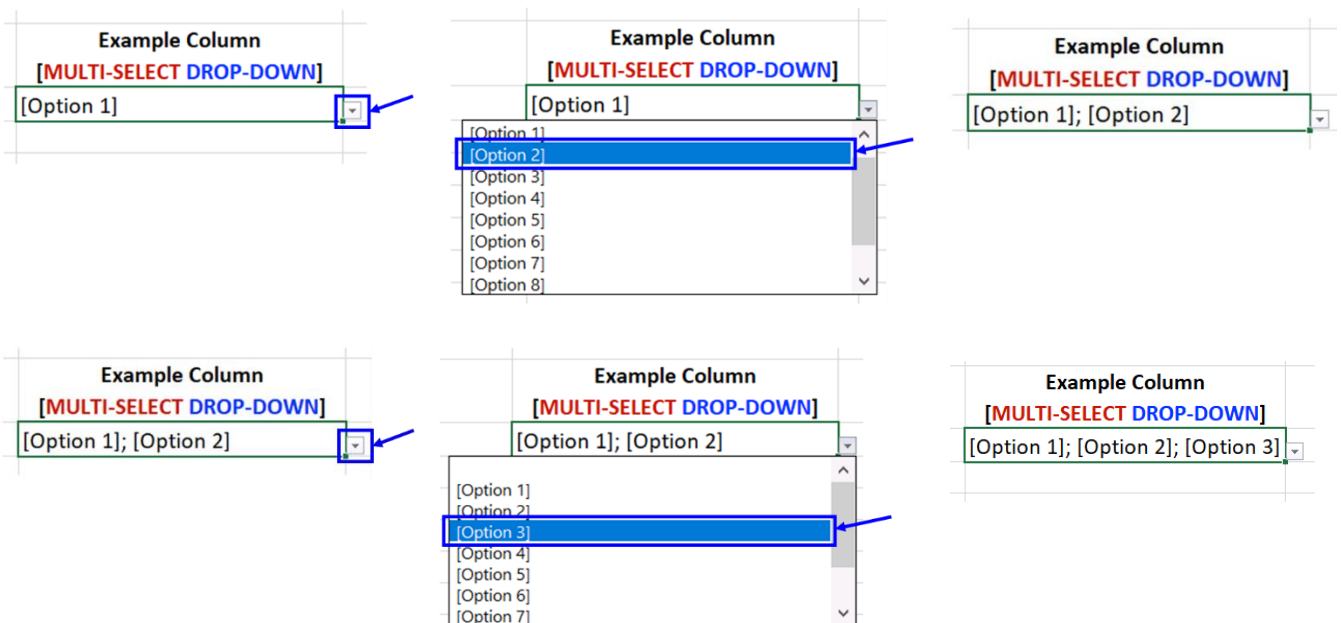 Example Column
[MULTI-SELECT DROP-DOWN]
[Option 1]
Example Column
[MULTI-SELECT DROP-DOWN]
[Option 1]
[Option 1]
[Option 2]
[Option 3]
[Option 4]
[Option 5]
[Option 6]
[Option 7]
[Option 8]
Example Column
[MULTI-SELECT DROP-DOWN]
[Option 1]; [Option 2]
Example Column
[MULTI-SELECT DROP-DOWN]
[Option 1]; [Option 2]
Example Column
[MULTI-SELECT DROP-DOWN]
[Option 1]; [Option 2]
[Option 1]
[Option 2]
[Option 3]
[Option 4]
[Option 5]
[Option 6]
[Option 7]
Example Column
[MULTI-SELECT DROP-DOWN]
[Option 1]; [Option 2]; [Option 3]